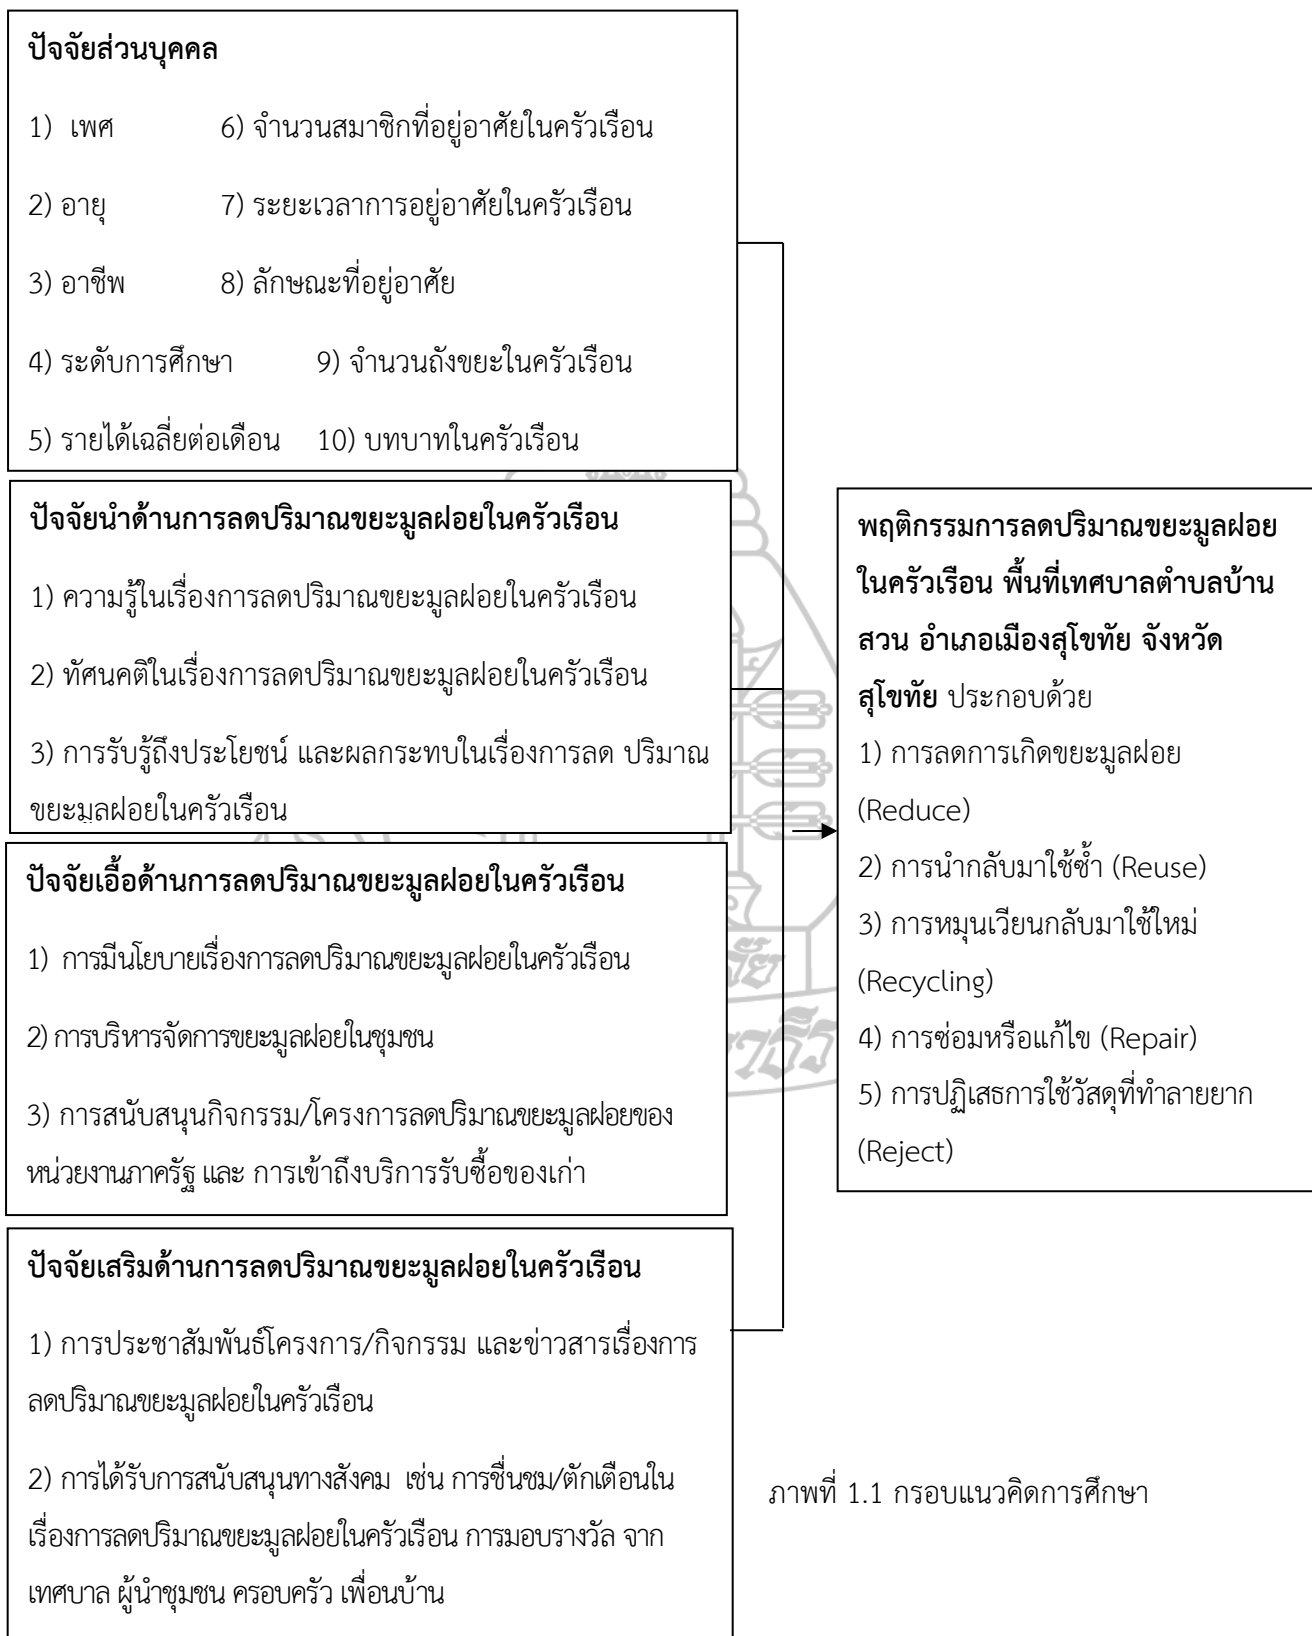 ปัจจัยส่วนบุคคล
1) เพศ 6) จำนวนสมาชิกที่อยู่อาศัยในครัวเรือน
2) อายุ 7) ระยะเวลาการอยู่อาศัยในครัวเรือน
3) อาชีพ 8) ลักษณะที่อยู่อาศัย
4) ระดับการศึกษา 9) จำนวนถังขยะในครัวเรือน
5) รายได้เฉลี่ยต่อเดือน 10) บทบาทในครัวเรือน
ปัจจัยนำด้านการลดปริมาณขยะมูลฝอยในครัวเรือน
1) ความรู้ในเรื่องการลดปริมาณขยะมูลฝอยในครัวเรือน
2) ทัศนคติในเรื่องการลดปริมาณขยะมูลฝอยในครัวเรือน
3) การรับรู้ถึงประโยชน์ และผลกระทบในเรื่องการลด ปริมาณ
ขยะมูลฝอยในครัวเรือน
ปัจจัยเอื้อด้านการลดปริมาณขยะมูลฝอยในครัวเรือน
1) การมีนโยบายเรื่องการลดปริมาณขยะมูลฝอยในครัวเรือน
2) การบริหารจัดการขยะมูลฝอยในชุมชน
3) การสนับสนุนกิจกรรม/โครงการลดปริมาณขยะมูลฝอยของ
หน่วยงานภาครัฐ และ การเข้าถึงบริการรับซื้อของเก่า
ปัจจัยเสริมด้านการลดปริมาณขยะมูลฝอยในครัวเรือน
1) การประชาสัมพันธ์โครงการ/กิจกรรม และข่าวสารเรื่องการ
ลดปริมาณขยะมูลฝอยในครัวเรือน
2) การได้รับการสนับสนุนทางสังคม เช่น การชื่นชม/ตักเตือนใน
เรื่องการลดปริมาณขยะมูลฝอยในครัวเรือน การมอบรางวัล จาก
เทศบาล ผู้นำชุมชน ครอบครัว เพื่อนบ้าน
พฤติกรรมการลดปริมาณขยะมูลฝอย
ในครัวเรือน พื้นที่เทศบาลตำบลบ้าน
สวน อำเภอเมืองสุโขทัย จังหวัด
สุโขทัย ประกอบด้วย
1) การลดการเกิดขยะมูลฝอย
(Reduce)
2) การนำกลับมาใช้ซ้ำ (Reuse)
3) การหมุนเวียนกลับมาใช้ใหม่
(Recycling)
4) การซ่อมหรือแก้ไข (Repair)
5) การปฏิเสธการใช้วัสดุที่ทำลายยาก
(Reject)
ภาพที่ 1.1 กรอบแนวคิดการศึกษา